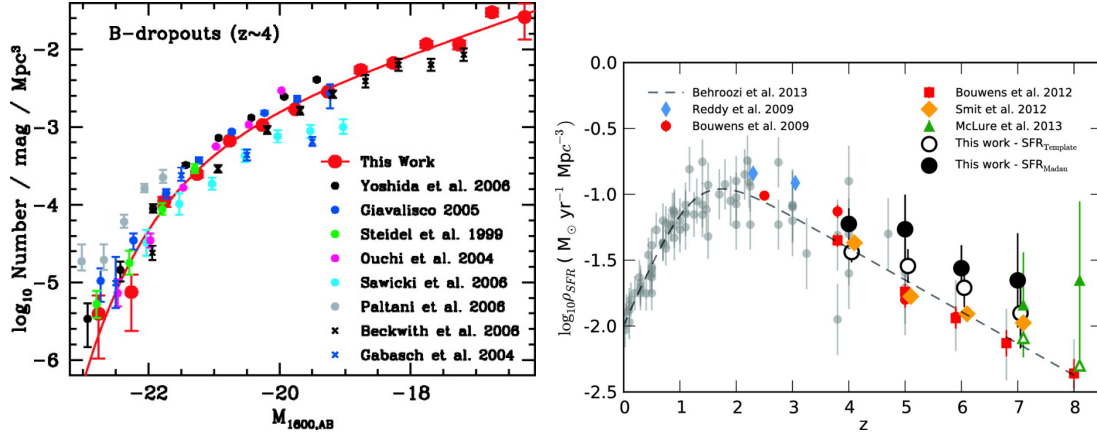 B-dropouts (z~4)
log₁₀ Number / mag / Mpc³
-2
-3
-4
-5
-6
This Work
Yoshida et al. 2006
Giavalisco 2005
Steidel et al. 1999
Ouchi et al. 2004
Sawicki et al. 2006
Paltani et al. 2006
Beckwith et al. 2006
Gabasch et al. 2004
-22
-20
-18
M₁₆₀₀,AB
log₁₀ρSFR ( M⊙ yr⁻¹ Mpc⁻³ )
0.0
-0.5
-1.0
-1.5
-2.0
-2.5
Behroozi et al. 2013
Reddy et al. 2009
Bouwens et al. 2009
Bouwens et al. 2012
Smit et al. 2012
McLure et al. 2013
This work - SFR_Template
This work - SFR_Madau
0 1 2 3 4 5 6 7 8 9
z